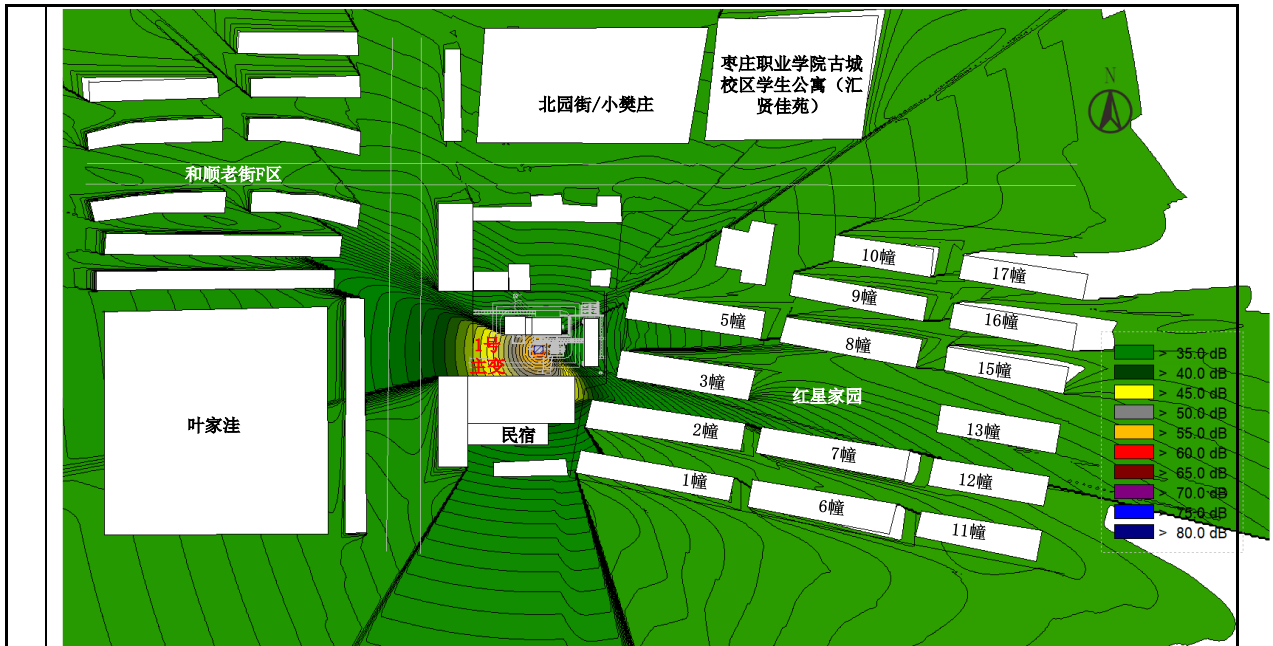 枣庄职业学院古城
校区学生公寓（汇
贤佳苑）
北园街/小樊庄
N
和顺老街F区
10幢
17幢
9幢
16幢
5幢
8幢
15幢
1号
主变
3幢
红星家园
叶家洼
民宿
2幢
13幢
7幢
1幢
12幢
6幢
11幢
> 35.0 dB
> 40.0 dB
> 45.0 dB
> 50.0 dB
> 55.0 dB
> 60.0 dB
> 65.0 dB
> 70.0 dB
> 75.0 dB
> 80.0 dB